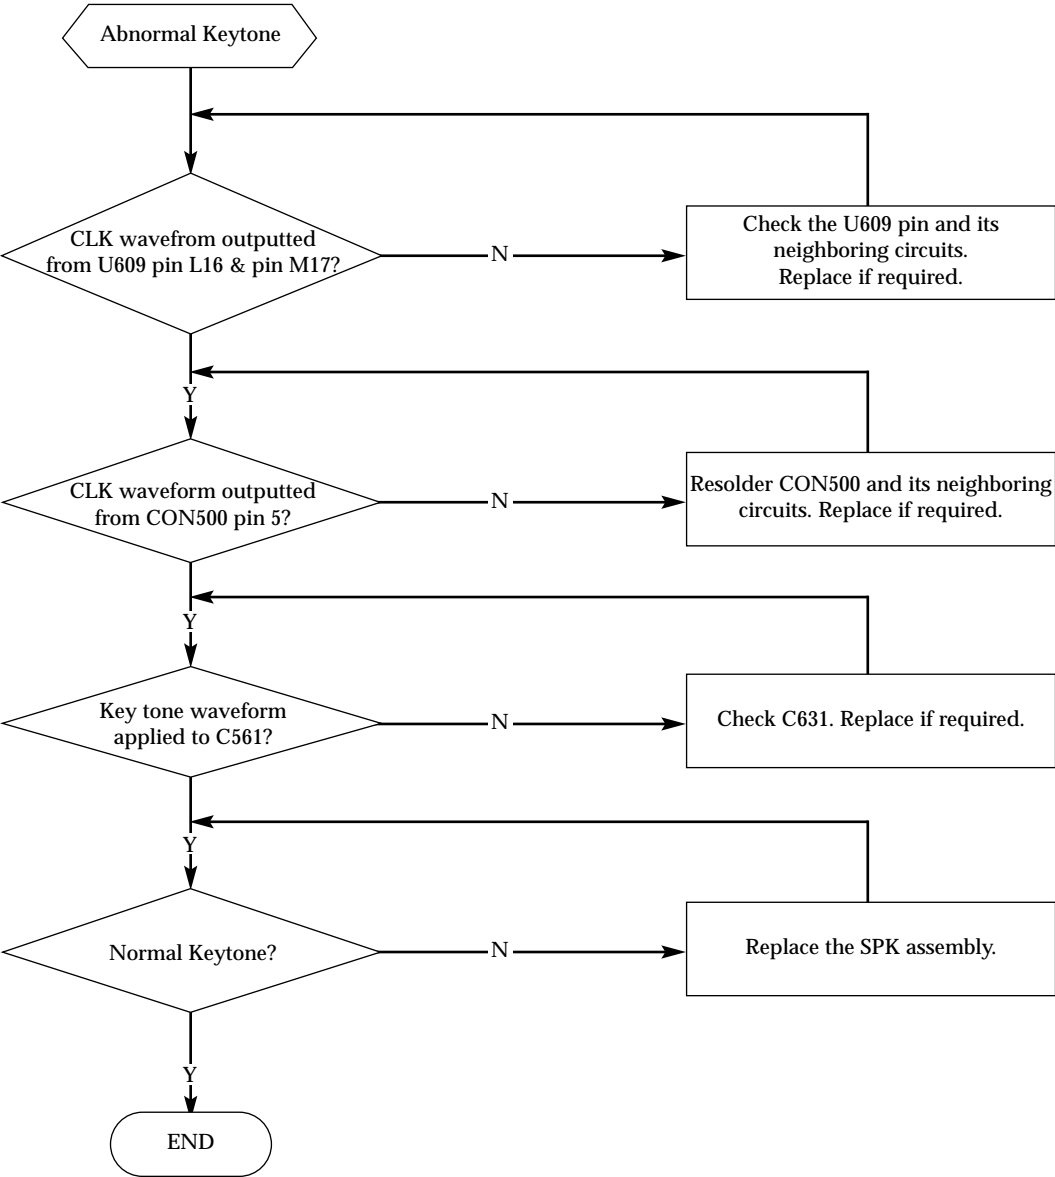 Abnormal Keytone
CLK wavefrom outputted
from U609 pin L16 & pin M17?
N
Check the U609 pin and its
neighboring circuits.
Replace if required.
Y
CLK waveform outputted
from CON500 pin 5?
N
Resolder CON500 and its neighboring
circuits. Replace if required.
Y
Key tone waveform
applied to C561?
N
Check C631. Replace if required.
Y
Normal Keytone?
N
Replace the SPK assembly.
Y
END